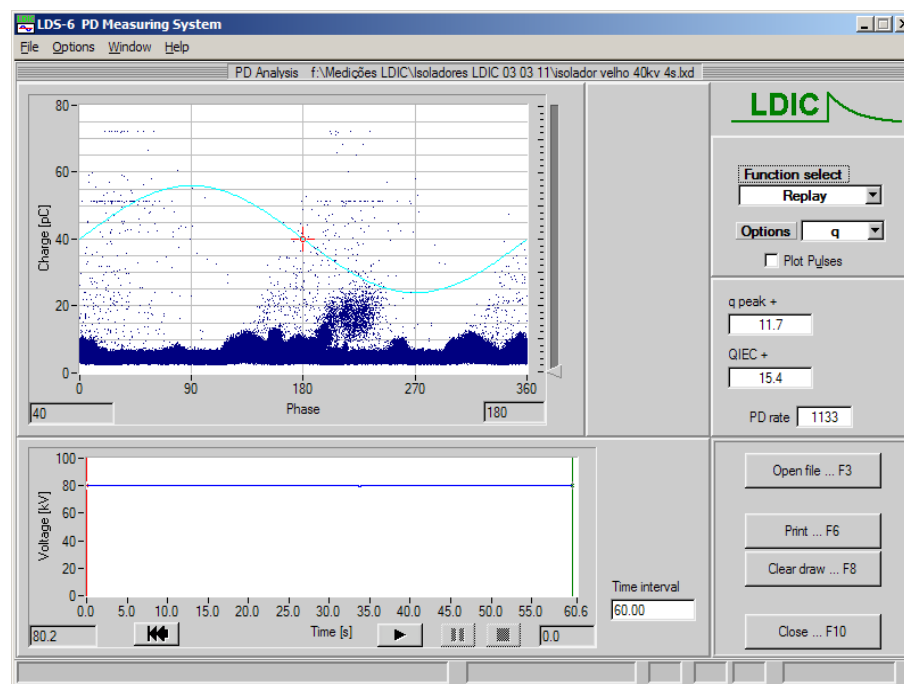 LDS-6 PD Measuring System
File Options Window Help
PD Analysis f:\Medições LDIC\Isoladores LDIC 03 03 11\isolador velho 40kv 4s.lxd
LDIC
Function select
Replay
Options q
Plot Pulses
q peak +
11.7
QIEC +
15.4
PD rate 1133
Charge [pC]
80
60
40
20
0
0 90 180 270 360
40 Phase 180
Voltage [kV]
100
80
60
40
20
0
0.0 5.0 10.0 15.0 20.0 25.0 30.0 35.0 40.0 45.0 50.0 55.0 60.6
80.2 Time [s] 0.0
Time interval
60.00
Open file ... F3
Print ... F6
Clear draw ... F8
Close ... F10